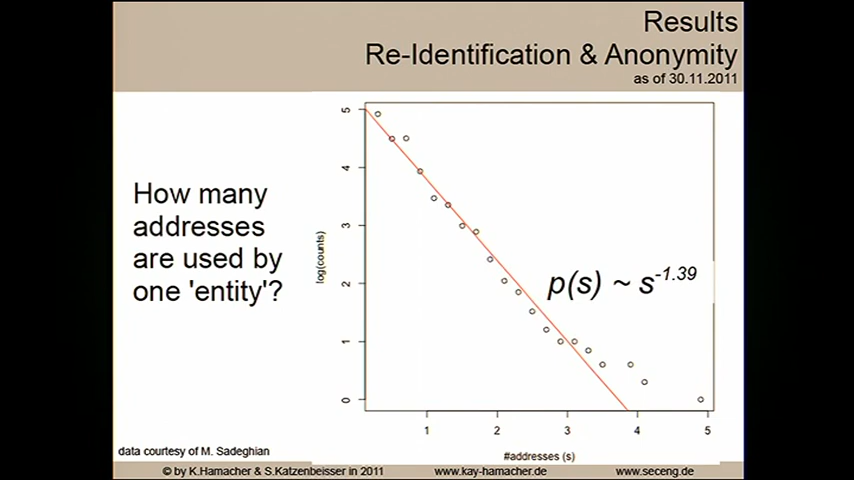 Results
Re-Identification & Anonymity
as of 30.11.2011
How many
addresses
are used by
one 'entity'?
log(counts)
5
4
3
2
1
0
p(s) ~ s^-1.39
1 2 3 4 5
#addresses (s)
data courtesy of M. Sadeghian
© by K.Hamacher & S.Katzenbeisser in 2011 www.kay-hamacher.de www.seceng.de